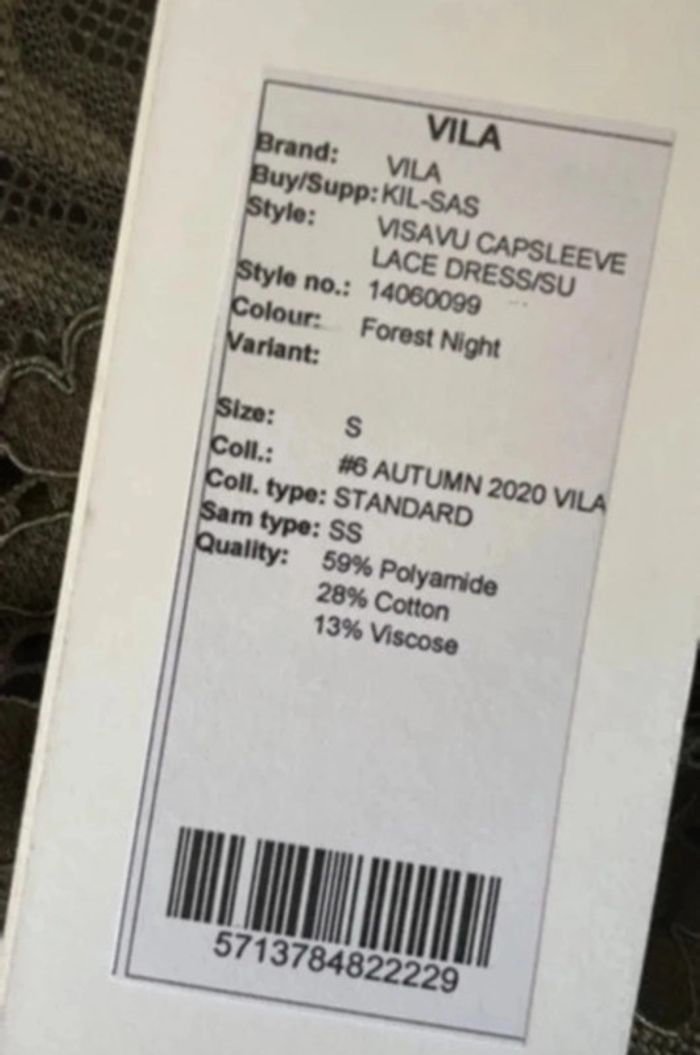 VILA
Brand: VILA
Buy/Supp: KIL-SAS
Style: VISAVU CAPSLEEVE
LACE DRESS/SU
Style no.: 14060099
Colour: Forest Night
Variant:
Size: S
Coll.: #6 AUTUMN 2020 VILA
Coll. type: STANDARD
Sam type: SS
Quality: 59% Polyamide
28% Cotton
13% Viscose
5713784822229